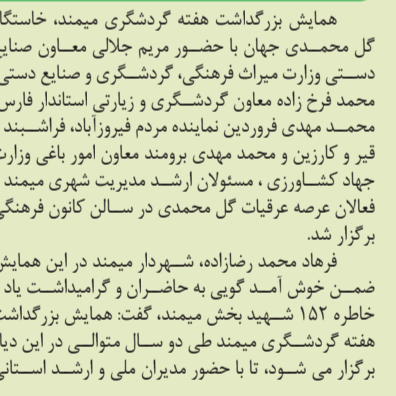 همایش بزرگداشت هفته گردشگری میمند، خاستگا
گل محمدی جهان با حضور مریم جلالی معاون صنایع
دستی وزارت میراث فرهنگی، گردشگری و صنایع دستی
محمد فرخ زاده معاون گردشگری و زیارتی استاندار فارس
محمد مهدی فروردین نماینده مردم فیروزآباد، فراشبند
قیر و کارزین و محمد مهدی برومند معاون امور باغی وزارت
جهاد کشاورزی ، مسئولان ارشد مدیریت شهری میمند
فعالان عرصه عرقیات گل محمدی در سالن کانون فرهنگی
برگزار شد.
فرهاد محمد رضازاده، شهردار میمند در این همایش
ضمن خوش آمد گویی به حاضران و گرامیداشت یاد
خاطره ۱۵۲ شهید بخش میمند، گفت: همایش بزرگداشت
هفته گردشگری میمند طی دو سال متوالی در این دیا
برگزار می شود، تا با حضور مدیران ملی و ارشد استانی